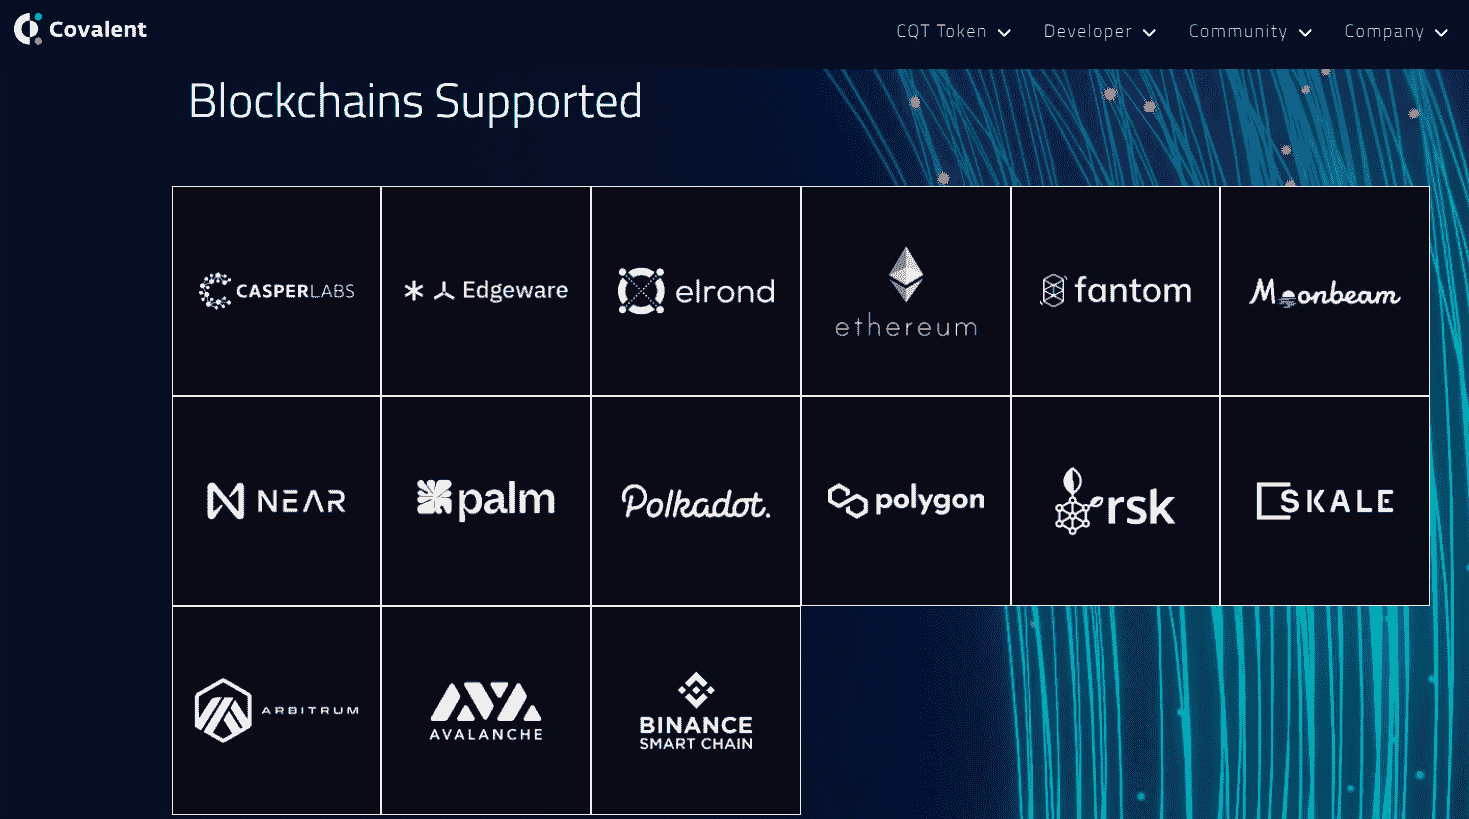 Covalent
CQT Token
Developer
Community
Company
Blockchains Supported
CASPERLABS
Edgeware
elrond
ethereum
fantom
Moonbeam
NEAR
palm
Polkadot.
polygon
rsk
SKALE
ARBITRUM
AVALANCHE
BINANCE
SMART CHAIN